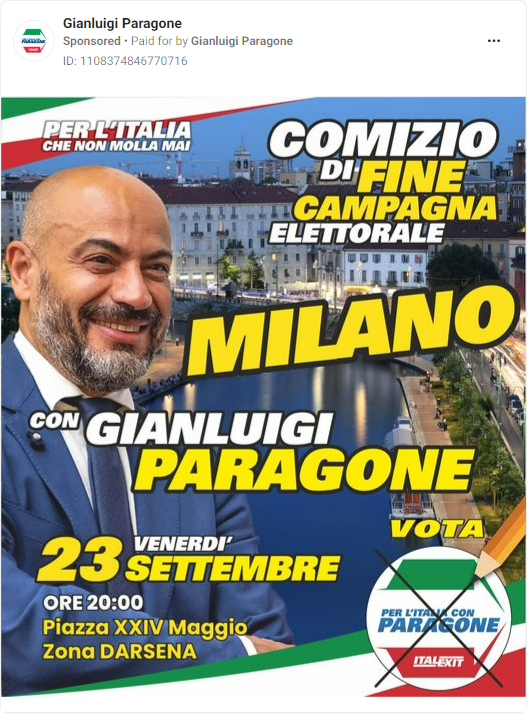 Gianluigi Paragone
Sponsored • Paid for by Gianluigi Paragone
ID: 1108374846770716
PER L'ITALIA
CHE NON MOLLA MAI
COMIZIO
DI FINE
CAMPAGNA
ELETTORALE
MILANO
CON GIANLUIGI
PARAGONE
VENERDI'
23 SETTEMBRE
ORE 20:00
Piazza XXIV Maggio
Zona DARSENA
VOTA
PER L'ITALIA CON
PARAGONE
ITALEXIT